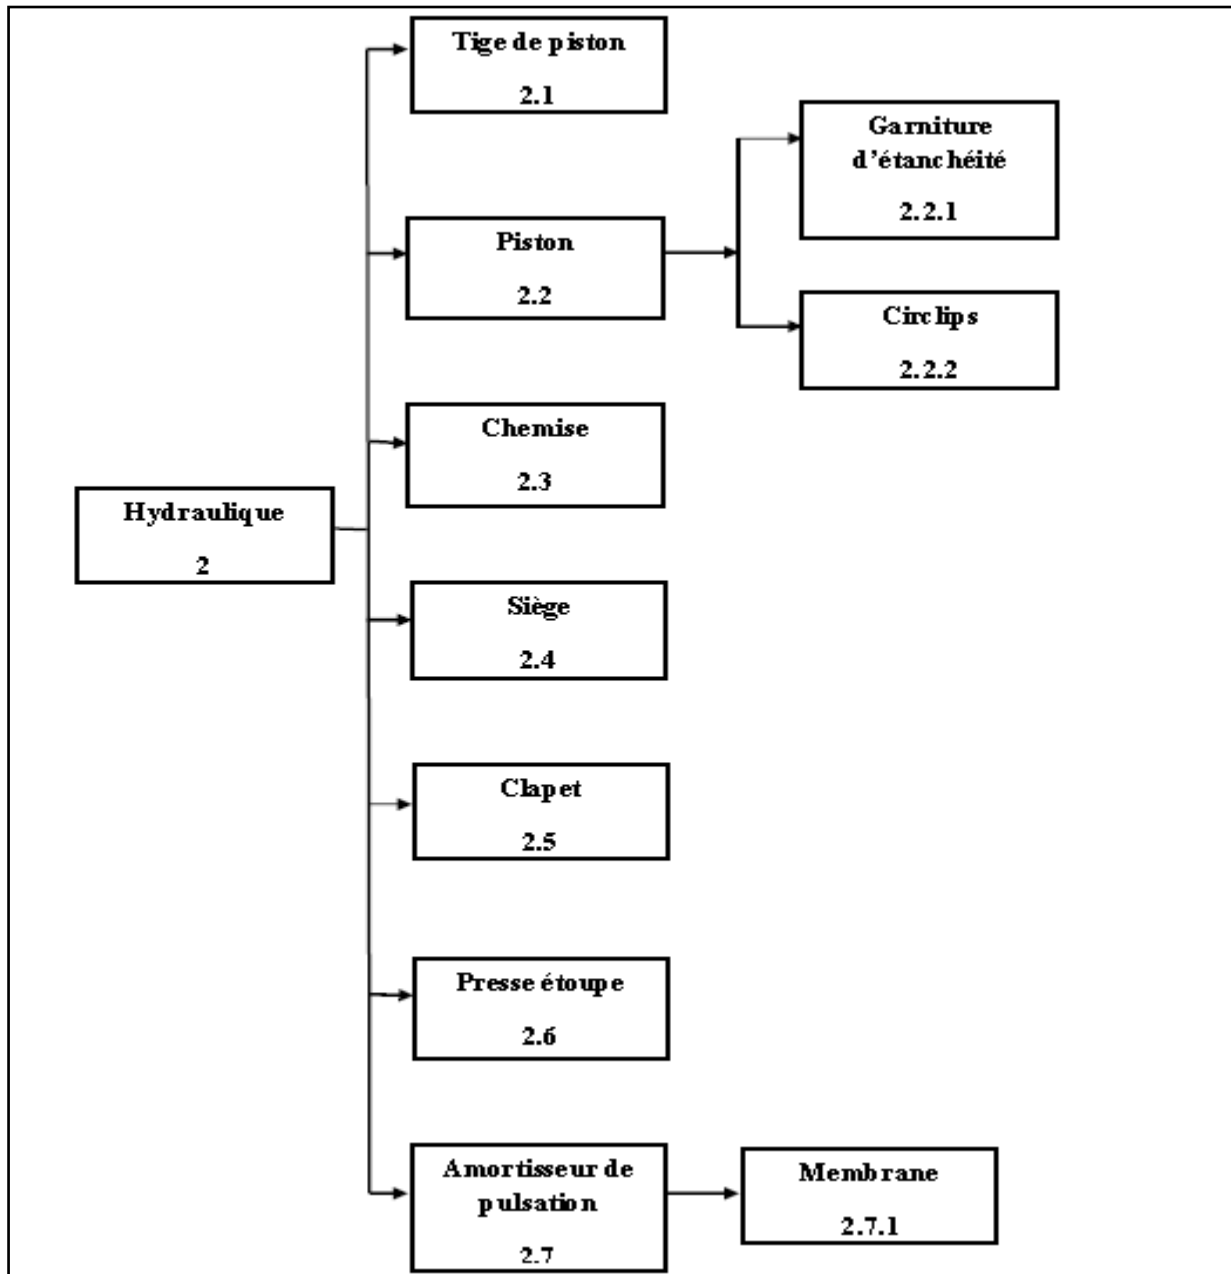 Tige de piston
2.1
Garniture
d'étanchéité
2.2.1
Piston
2.2
Circlips
2.2.2
Chemise
2.3
Hydraulique
2
Siège
2.4
Clapet
2.5
Presse étoupe
2.6
Amortisseur de
pulsation
2.7
Membrane
2.7.1